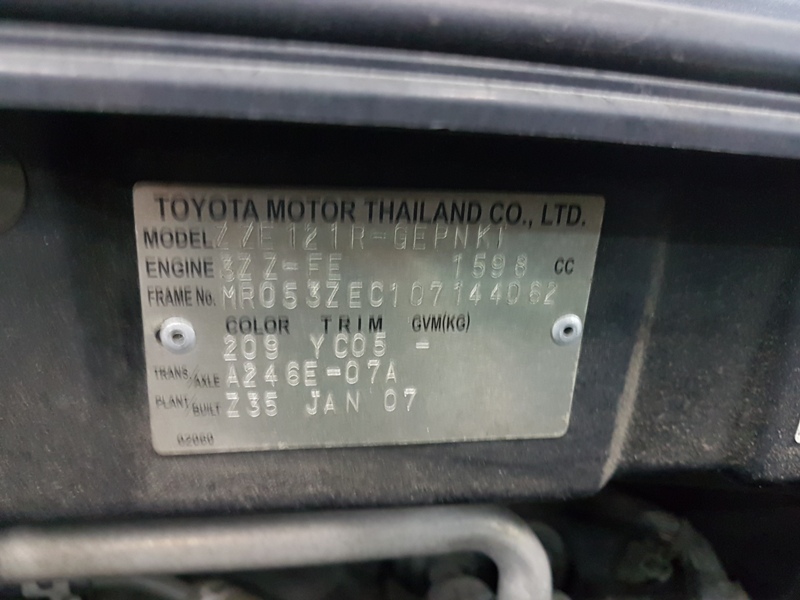 TOYOTA MOTOR THAILAND CO., LTD.
MODEL ZZE121R-GEPNKT
ENGINE 3ZZ-FE 1598 CC
FRAME No. MR053ZEC107144062
COLOR TRIM GVM(KG)
209 YC05 -
TRANS/AXLE A246E-07A
PLANT/BUILT Z35 JAN 07
02060